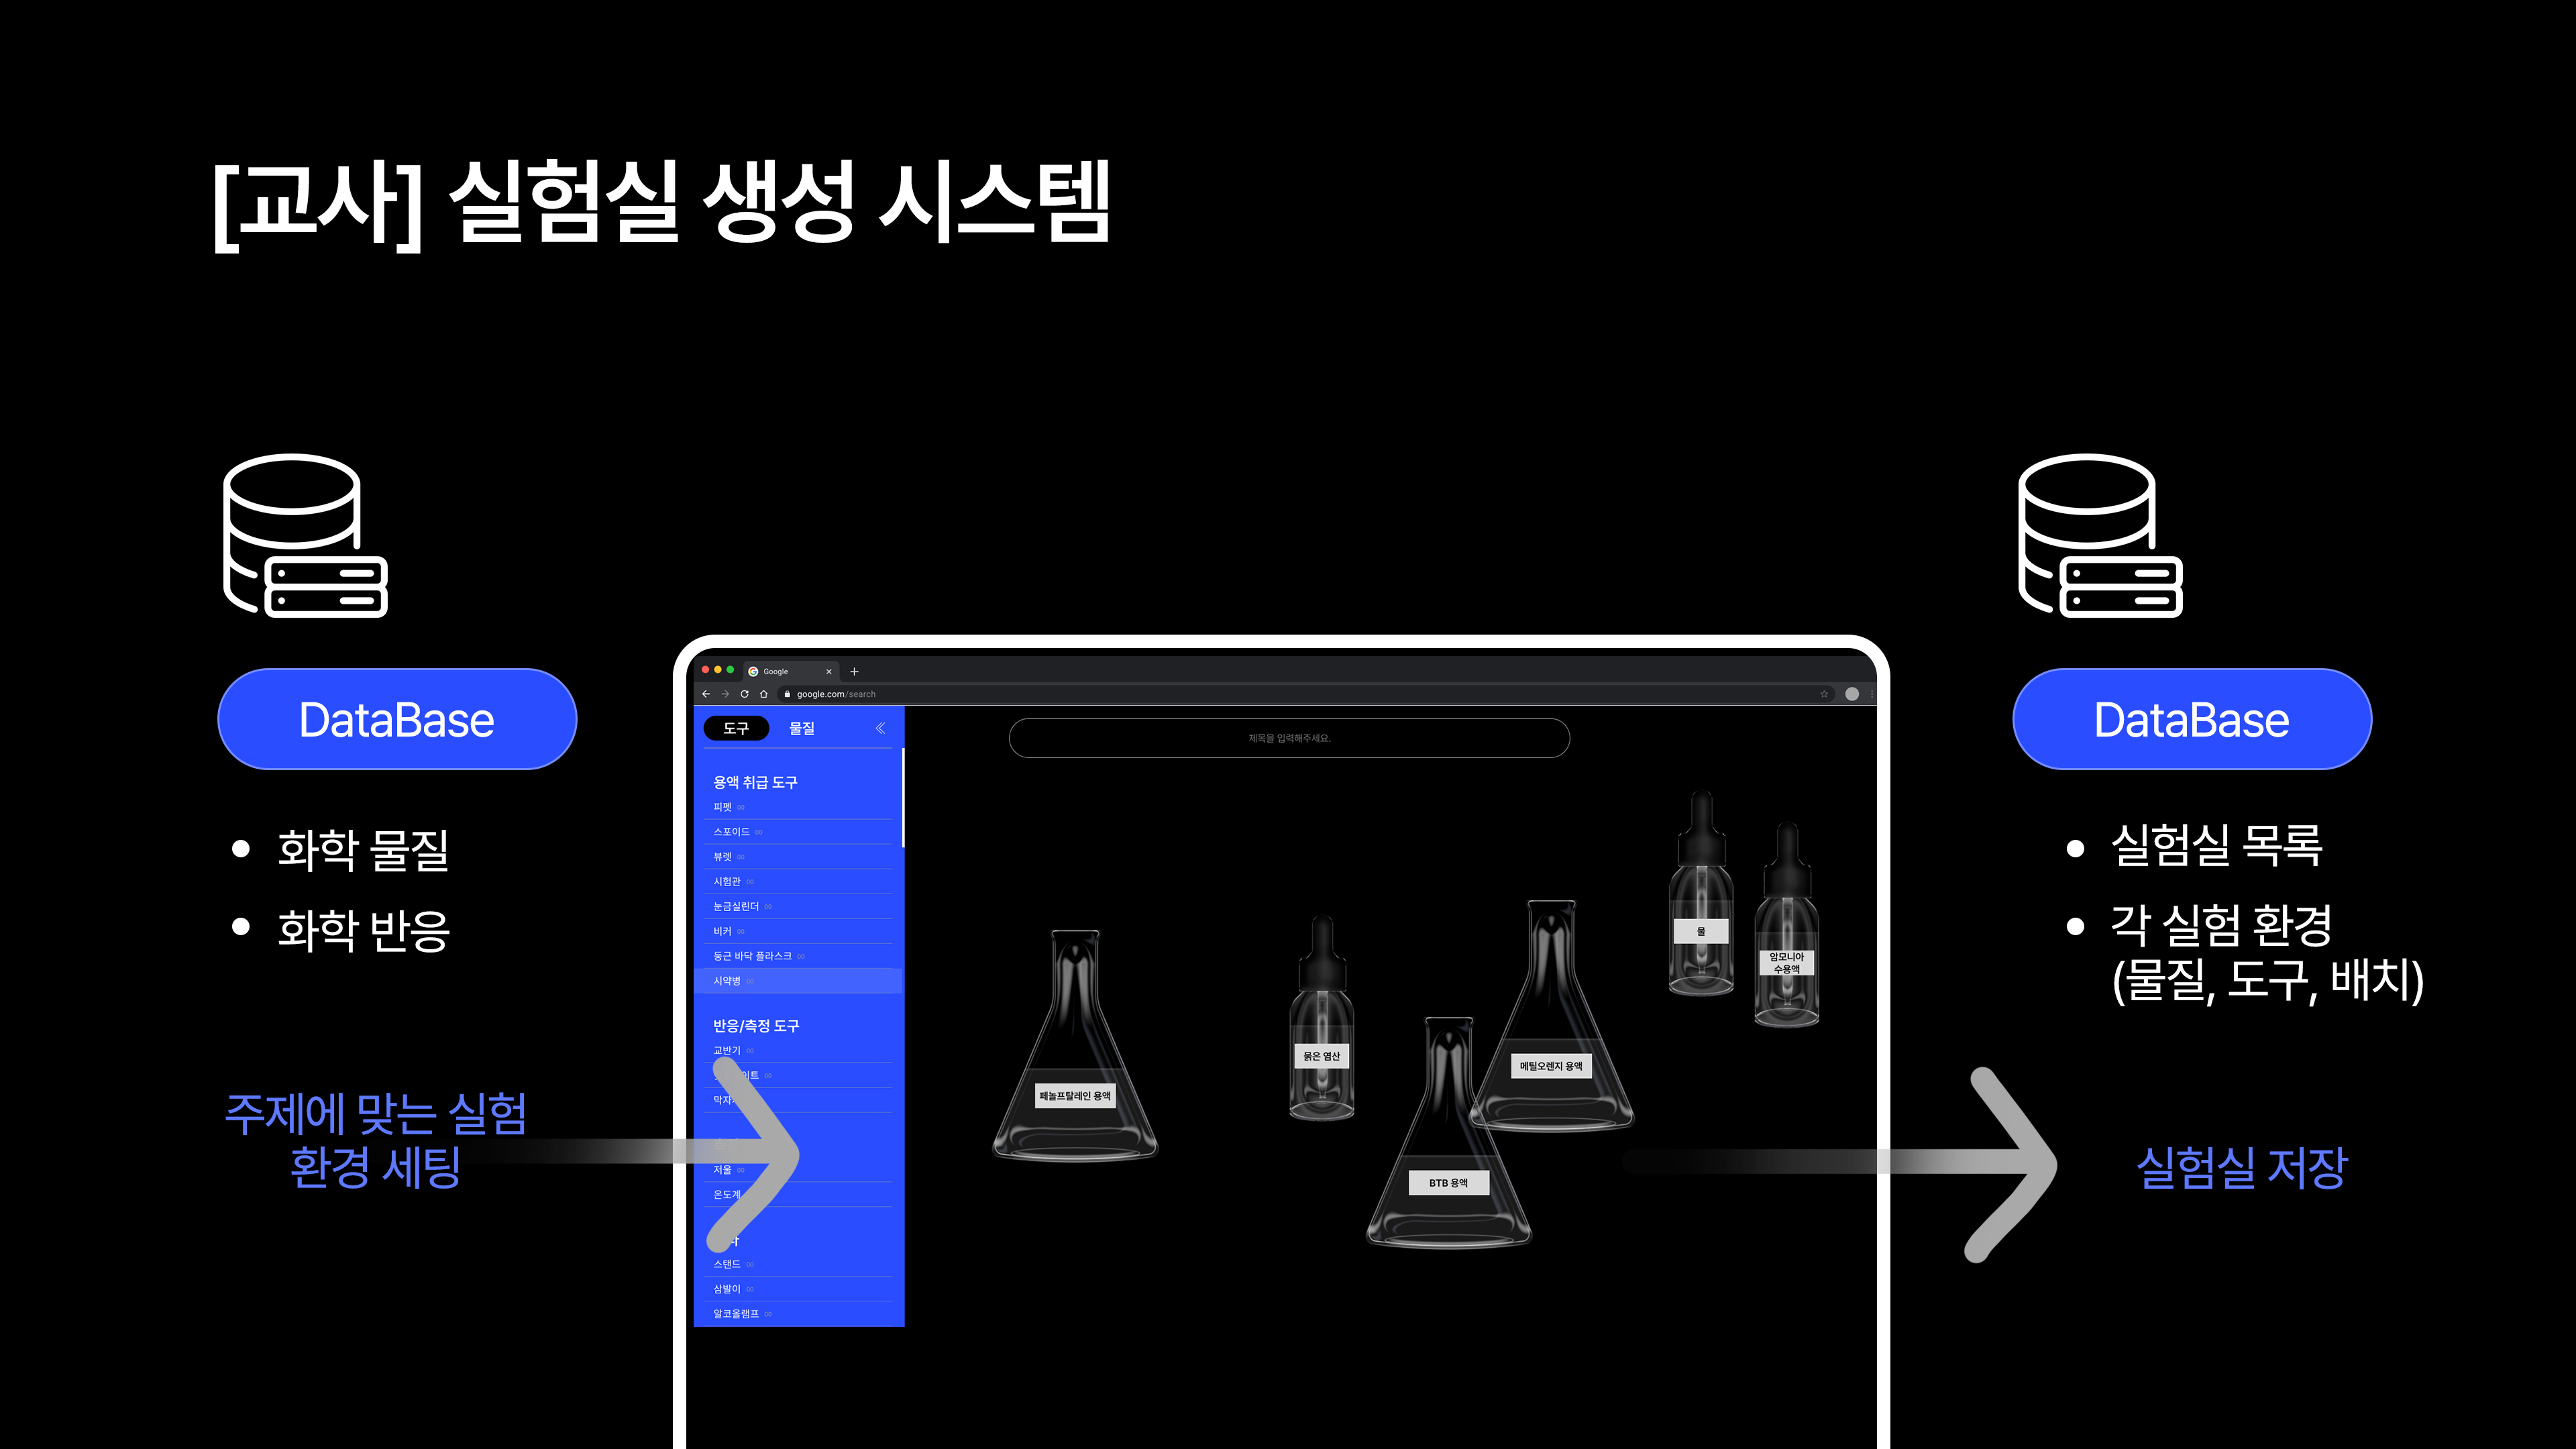 [교사] 실험실 생성 시스템
DataBase
화학 물질
화학 반응
주제에 맞는 실험
환경 세팅
Google
google.com/search
도구 물질
용액 취급 도구
피펫 ∞
스포이드 ∞
뷰렛 ∞
시험관 ∞
눈금실린더 ∞
비커 ∞
둥근 바닥 플라스크 ∞
시약병 ∞
반응/측정 도구
교반기 ∞
저울 ∞
온도계
스탠드 ∞
삼발이 ∞
알코올램프 ∞
제목을 입력해주세요.
페놀프탈레인 용액
묽은 염산
BTB 용액
메틸오렌지 용액
물
암모니아
수용액
DataBase
실험실 목록
각 실험 환경
(물질, 도구, 배치)
실험실 저장